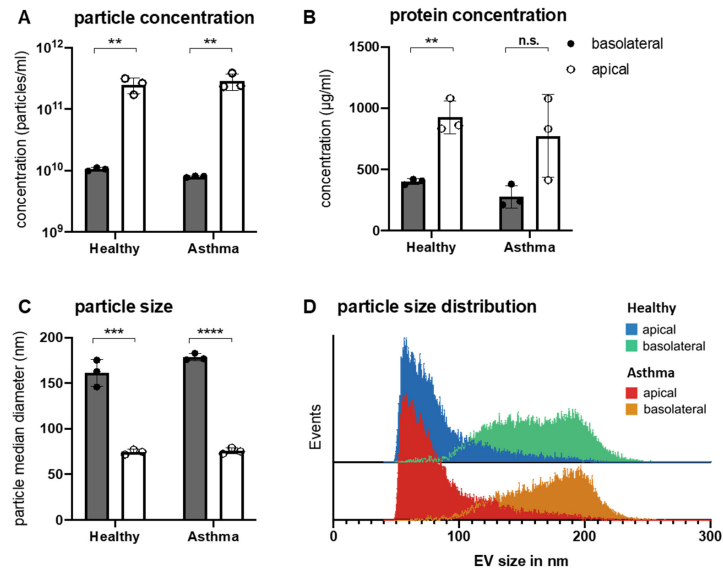 A particle concentration
concentration (particles/ml)
10¹²
10¹¹
10¹⁰
10⁹
**
**
Healthy
Asthma
B protein concentration
basolateral
apical
concentration (µg/ml)
1500
1000
500
0
**
n.s.
Healthy
Asthma
C particle size
particle median diameter (nm)
200
150
100
50
0
***
****
Healthy
Asthma
D particle size distribution
Healthy
apical
basolateral
Asthma
apical
basolateral
Events
0
100
200
300
EV size in nm